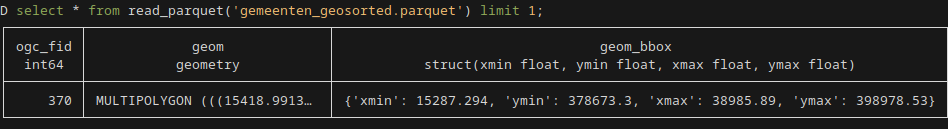 D select * from read_parquet('gemeenten_geosorted.parquet') limit 1;
ogc_fid geom geom_bbox
int64 geometry struct(xmin float, ymin float, xmax float, ymax float)
370 MULTIPOLYGON (((15418.9913… {'xmin': 15287.294, 'ymin': 378673.3, 'xmax': 38985.89, 'ymax': 398978.53}